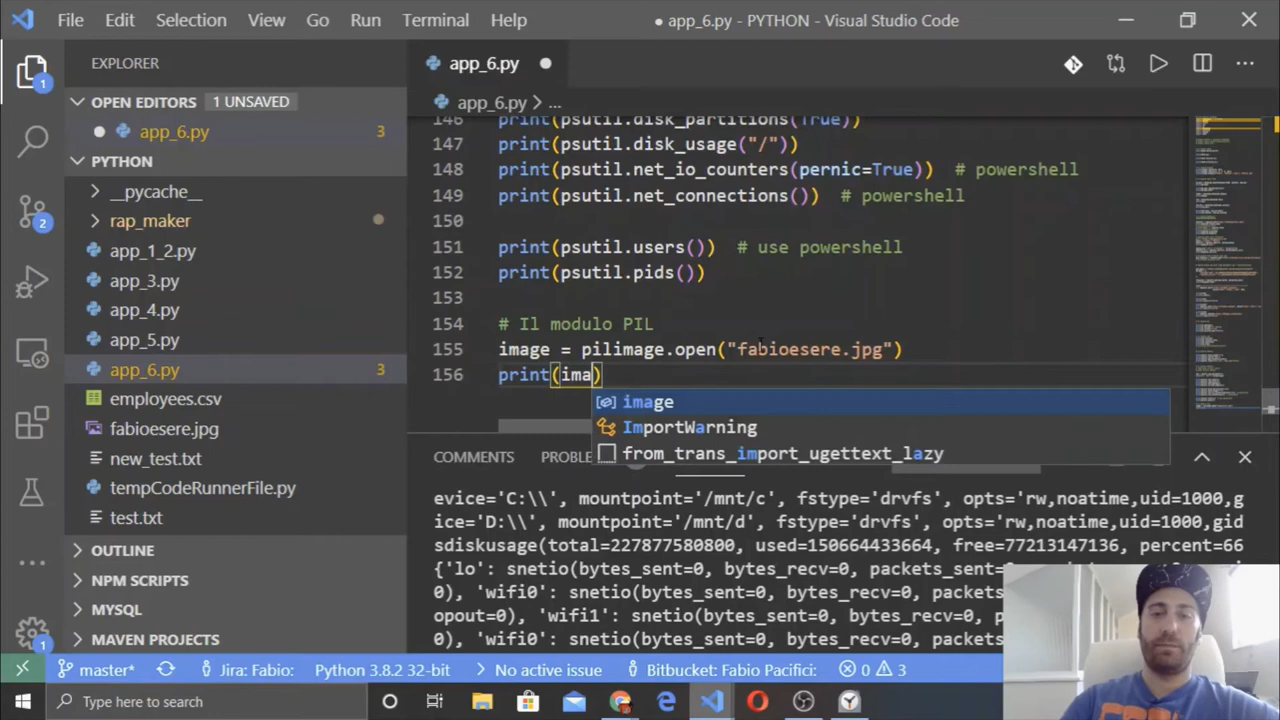 File Edit Selection View Go Run Terminal Help
● app_6.py - PYTHON - Visual Studio Code
EXPLORER
OPEN EDITORS 1 UNSAVED
app_6.py 3
PYTHON
__pycache__
rap_maker
app_1_2.py
app_3.py
app_4.py
app_5.py
app_6.py 3
employees.csv
fabioesere.jpg
new_test.txt
tempCodeRunnerFile.py
test.txt
OUTLINE
NPM SCRIPTS
MYSQL
MAVEN PROJECTS
1
2
1
app_6.py
app_6.py > ...
146 print(psutil.disk_partitions(True))
147 print(psutil.disk_usage("/"))
148 print(psutil.net_io_counters(pernic=True)) # powershell
149 print(psutil.net_connections()) # powershell
150
151 print(psutil.users()) # use powershell
152 print(psutil.pids())
153
154 # Il modulo PIL
155 image = pilimage.open("fabioesere.jpg")
156 print(ima)
image
ImportWarning
from_trans_import_ugettext_lazy
COMMENTS PROBLE
evice='C:\\', mountpoint='/mnt/c', fstype='drvfs', opts='rw,noatime,uid=1000,g
ice='D:\\', mountpoint='/mnt/d', fstype='drvfs', opts='rw,noatime,uid=1000,gid
sdiskusage(total=227877580800, used=150664433664, free=77213147136, percent=66
{'lo': snetio(bytes_sent=0, bytes_recv=0, packets_sent=
0), 'wifi0': snetio(bytes_sent=0, bytes_recv=0, packets
opout=0), 'wifi1': snetio(bytes_sent=0, bytes_recv=0,
0), 'wifi0': snetio(bytes_sent=0, bytes_recv=0, packets
master* Jira: Fabio: Python 3.8.2 32-bit No active issue Bitbucket: Fabio Pacifici: 0 3
Type here to search